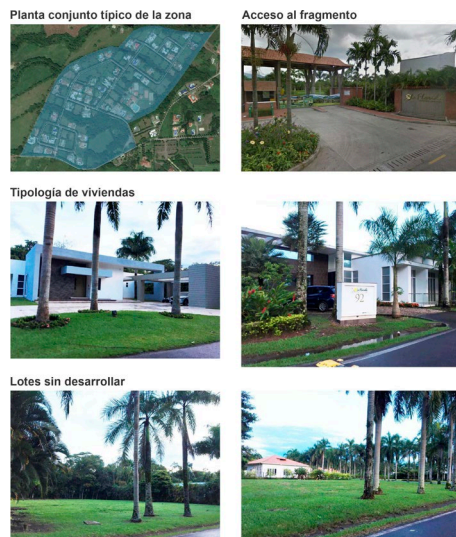 Planta conjunto típico de la zona
Acceso al fragmento
Tipología de viviendas
92
Lotes sin desarrollar